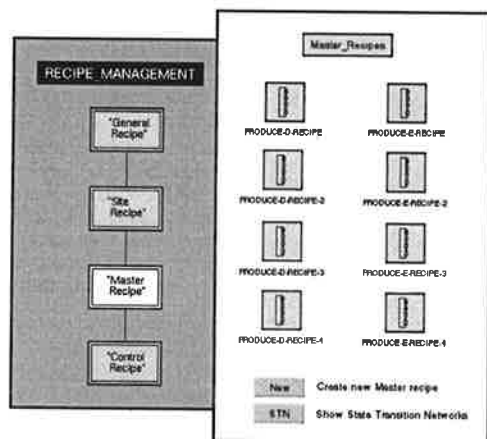 RECIPE MANAGEMENT
"General
Recipe"
"Site
Recipe"
"Master
Recipe"
"Control
Recipe"
Master_Recipes
PRODUCE-D-RECIPE
PRODUCE-E-RECIPE
PRODUCE-D-RECIPE-2
PRODUCE-E-RECIPE-2
PRODUCE-D-RECIPE-3
PRODUCE-E-RECIPE-3
PRODUCE-D-RECIPE-4
PRODUCE-E-RECIPE-4
New
Create new Master recipe
STN
Show State Transition Networks